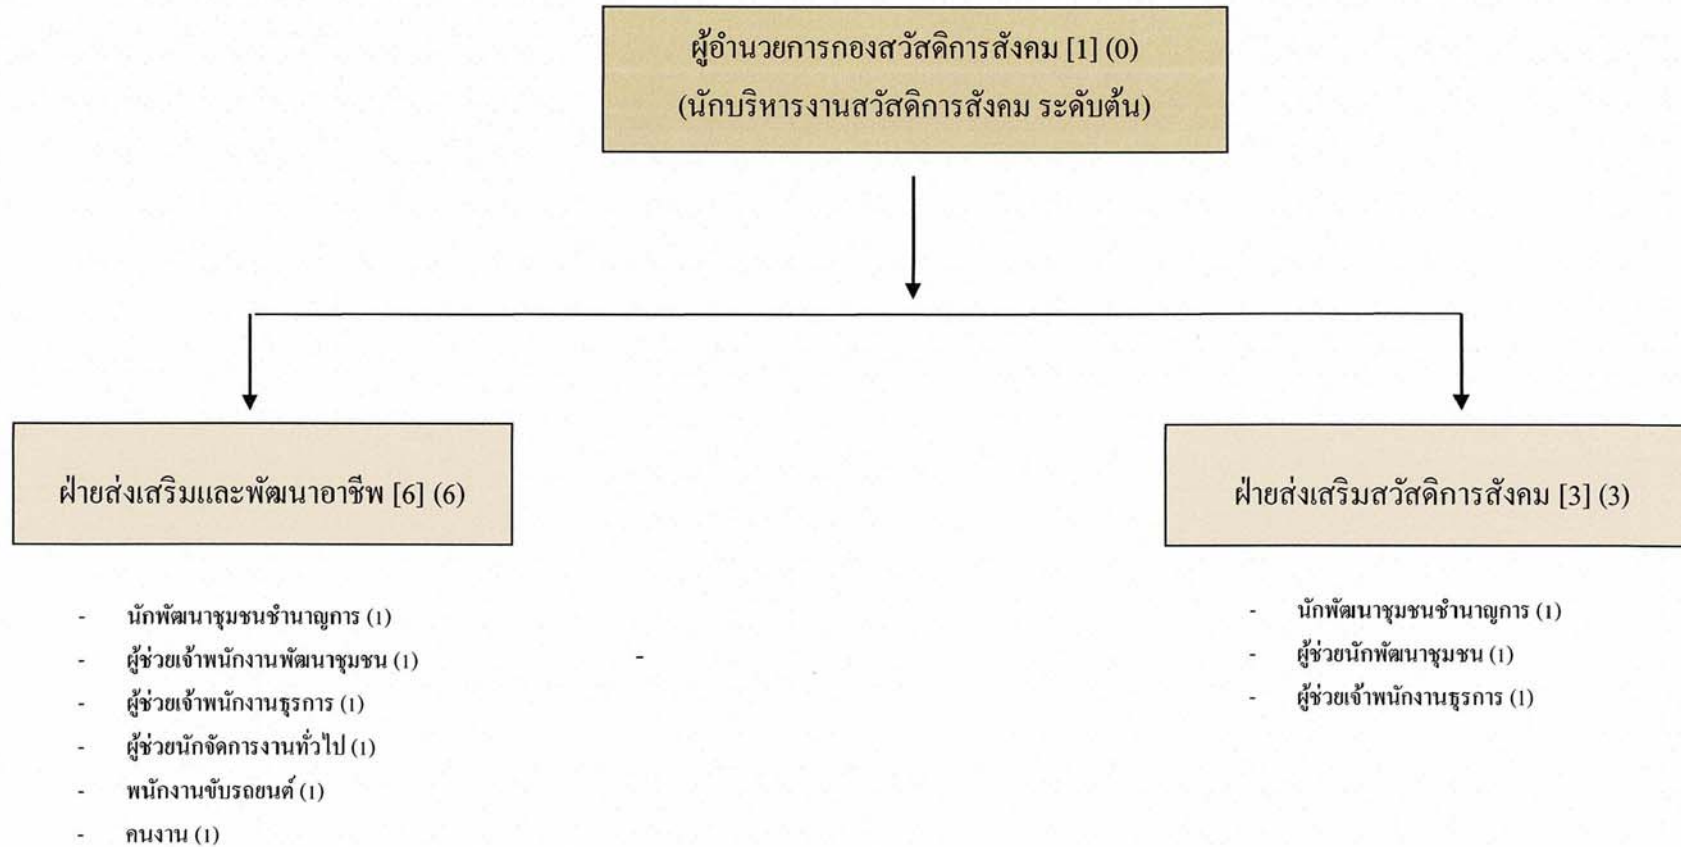 ผู้อำนวยการกองสวัสดิการสังคม [1] (0)
(นักบริหารงานสวัสดิการสังคม ระดับต้น)
ฝ่ายส่งเสริมและพัฒนาอาชีพ [6] (6)
- นักพัฒนาชุมชนชำนาญการ (1)
- ผู้ช่วยเจ้าพนักงานพัฒนาชุมชน (1)
- ผู้ช่วยเจ้าพนักงานธุรการ (1)
- ผู้ช่วยนักจัดการงานทั่วไป (1)
- พนักงานขับรถยนต์ (1)
- คนงาน (1)
-
ฝ่ายส่งเสริมสวัสดิการสังคม [3] (3)
- นักพัฒนาชุมชนชำนาญการ (1)
- ผู้ช่วยนักพัฒนาชุมชน (1)
- ผู้ช่วยเจ้าพนักงานธุรการ (1)